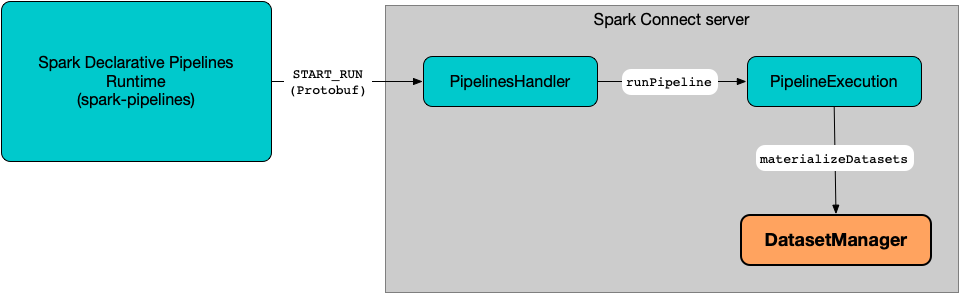 Spark Connect server
Spark Declarative Pipelines
Runtime
(spark-pipelines)
START_RUN
(Protobuf)
PipelinesHandler
runPipeline
PipelineExecution
materializeDatasets
DatasetManager